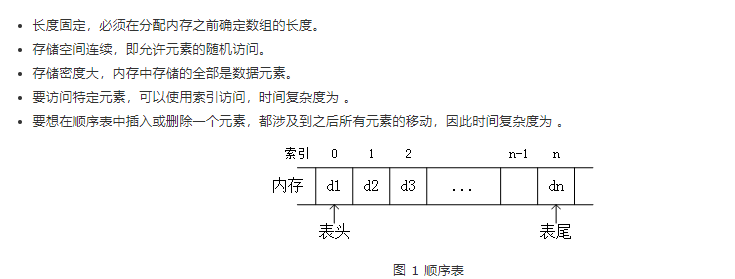 长度固定，必须在分配内存之前确定数组的长度。
存储空间连续，即允许元素的随机访问。
存储密度大，内存中存储的全部是数据元素。
要访问特定元素，可以使用索引访问，时间复杂度为 。
要想在顺序表中插入或删除一个元素，都涉及到之后所有元素的移动，因此时间复杂度为 。
索引 0 1 2 n-1 n
内存 d1 d2 d3 ... dn
表头 表尾
图 1 顺序表